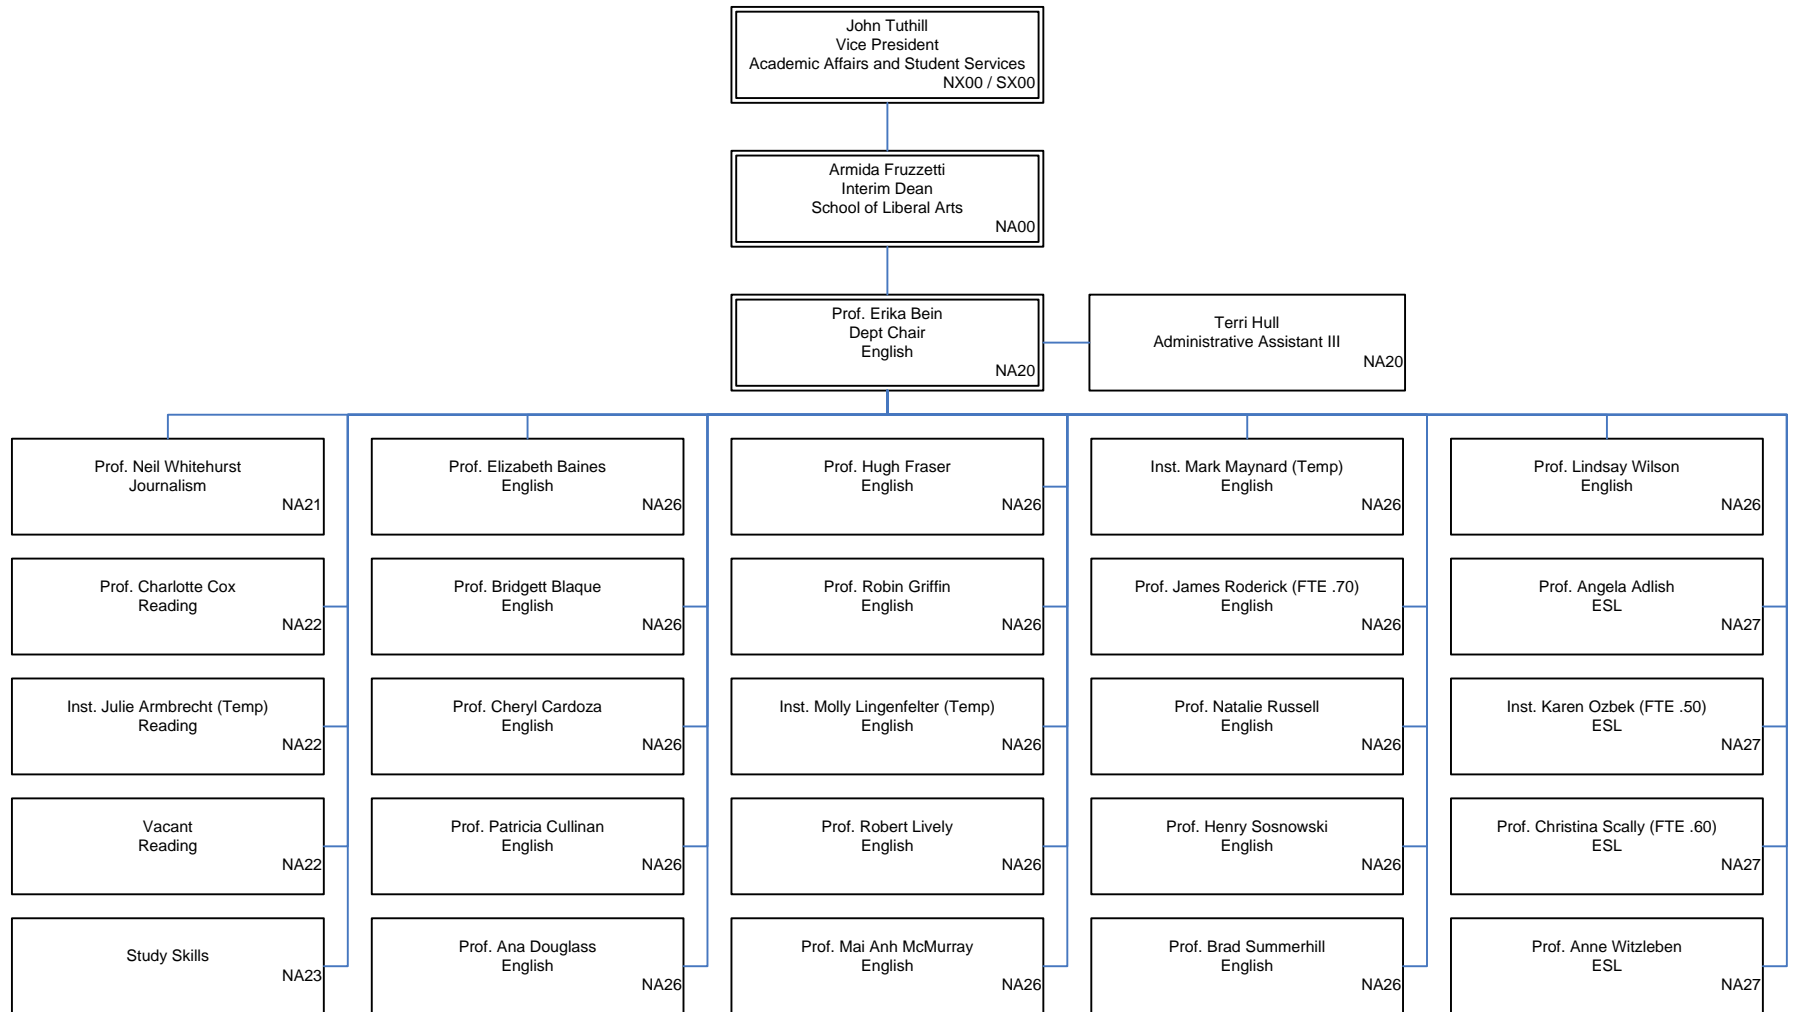 John Tuthill
Vice President
Academic Affairs and Student Services
NX00 / SX00
Armida Fruzzetti
Interim Dean
School of Liberal Arts
NA00
Prof. Erika Bein
Dept Chair
English
NA20
Terri Hull
Administrative Assistant III
NA20
Prof. Neil Whitehurst
Journalism
NA21
Prof. Elizabeth Baines
English
NA26
Prof. Hugh Fraser
English
NA26
Inst. Mark Maynard (Temp)
English
NA26
Prof. Lindsay Wilson
English
NA26
Prof. Charlotte Cox
Reading
NA22
Prof. Bridgett Blaque
English
NA26
Prof. Robin Griffin
English
NA26
Prof. James Roderick (FTE .70)
English
NA26
Prof. Angela Adlish
ESL
NA27
Inst. Julie Armbrecht (Temp)
Reading
NA22
Prof. Cheryl Cardoza
English
NA26
Inst. Molly Lingenfelter (Temp)
English
NA26
Prof. Natalie Russell
English
NA26
Inst. Karen Ozbek (FTE .50)
ESL
NA27
Vacant
Reading
NA22
Prof. Patricia Cullinan
English
NA26
Prof. Robert Lively
English
NA26
Prof. Henry Sosnowski
English
NA26
Prof. Christina Scally (FTE .60)
ESL
NA27
Study Skills
NA23
Prof. Ana Douglass
English
NA26
Prof. Mai Anh McMurray
English
NA26
Prof. Brad Summerhill
English
NA26
Prof. Anne Witzleben
ESL
NA27